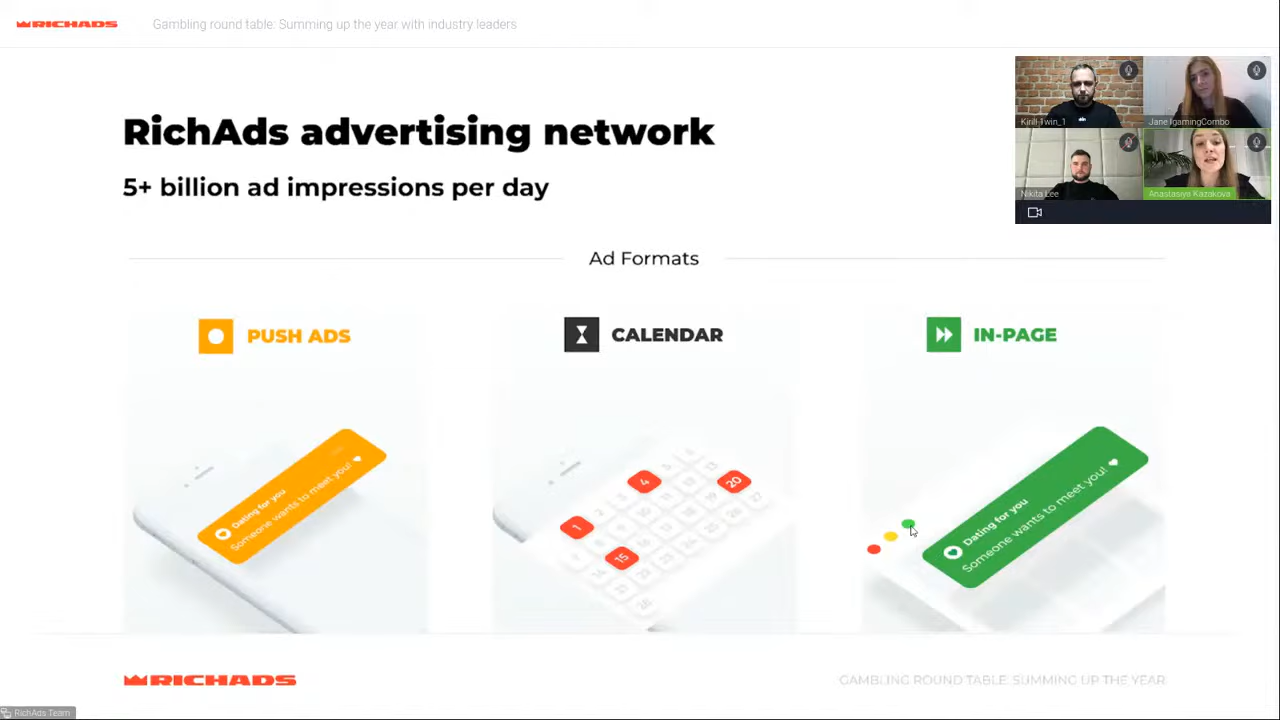 RICHADS
Gambling round table: Summing up the year with industry leaders
Kirill Twin_1
Jane IgamingCombo
Nikita Lee
Anastasiya Kazakova
RichAds advertising network
5+ billion ad impressions per day
Ad Formats
PUSH ADS
CALENDAR
IN-PAGE
Dating for you
Someone wants to meet you!
4
20
1
15
Dating for you
Someone wants to meet you!
RICHADS
GAMBLING ROUND TABLE: SUMMING UP THE YEAR
RichAds Team